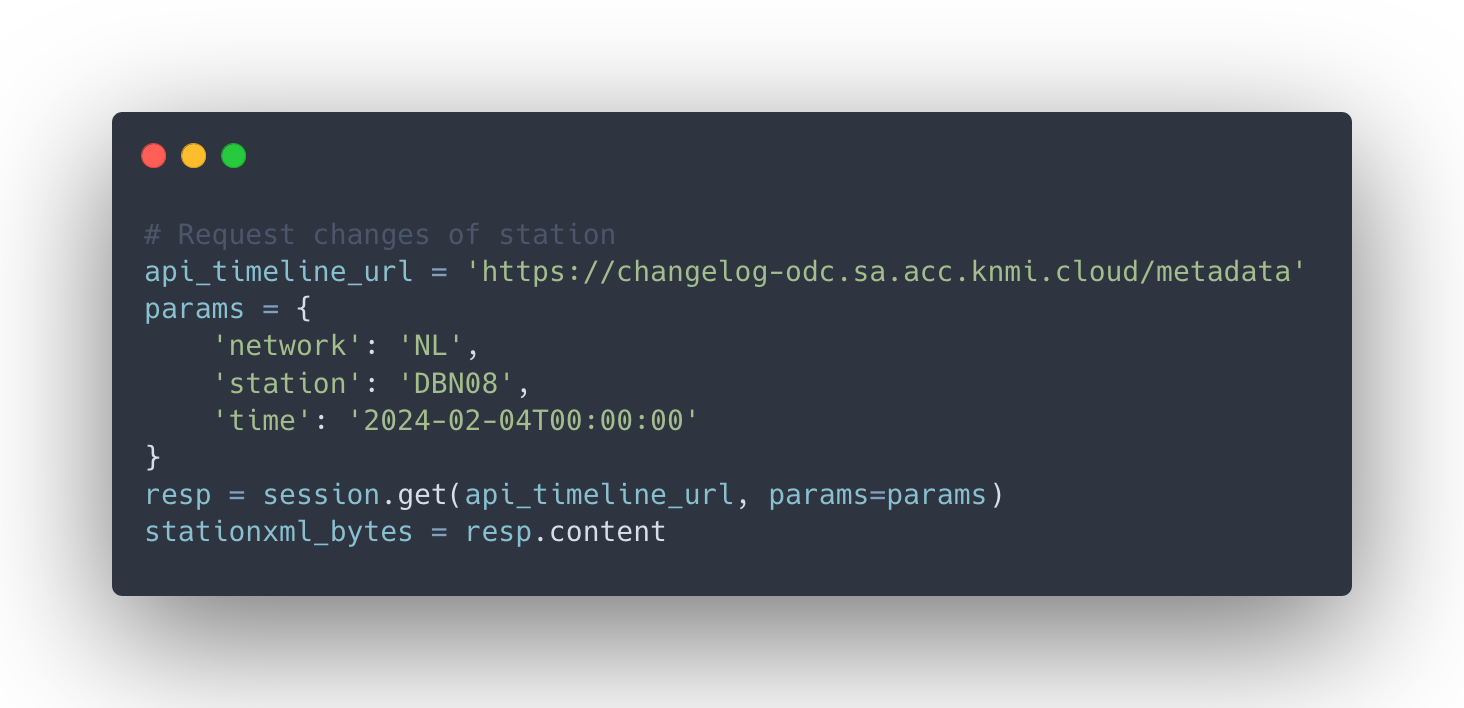 # Request changes of station
api_timeline_url = 'https://changelog-odc.sa.acc.knmi.cloud/metadata'
params = {
    'network': 'NL',
    'station': 'DBN08',
    'time': '2024-02-04T00:00:00'
}
resp = session.get(api_timeline_url, params=params)
stationxml_bytes = resp.content